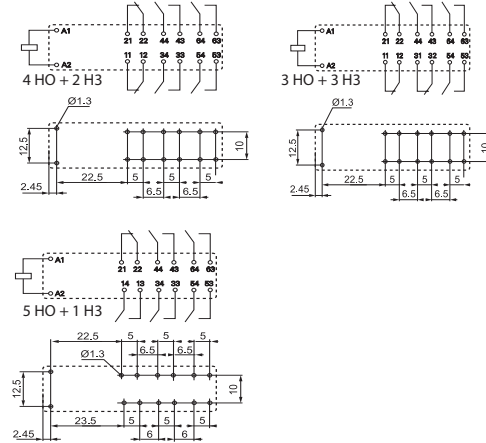 A1
21 22 44 43 64 63
11 12 34 33 54 53
A2
4 HO + 2 H3
Ø1.3
12,5
10
2.45
22.5 5 5 5
6.5 6.5
A1
21 22 44 43 64 63
11 12 31 32 54 53
A2
3 HO + 3 H3
Ø1.3
12,5
10
2.45
22.5 5 5 5
6.5 6.5
A1
21 22 44 43 64 63
14 13 34 33 54 53
A2
5 HO + 1 H3
22.5 5 5 5
Ø1.3
6.5 6.5
12,5
10
2.45
23.5 5 5 5
6 6